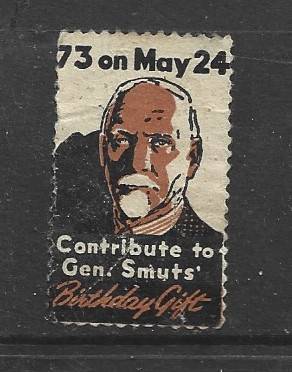 73 on May 24
Contribute to
Gen. Smuts'
Birthday Gift